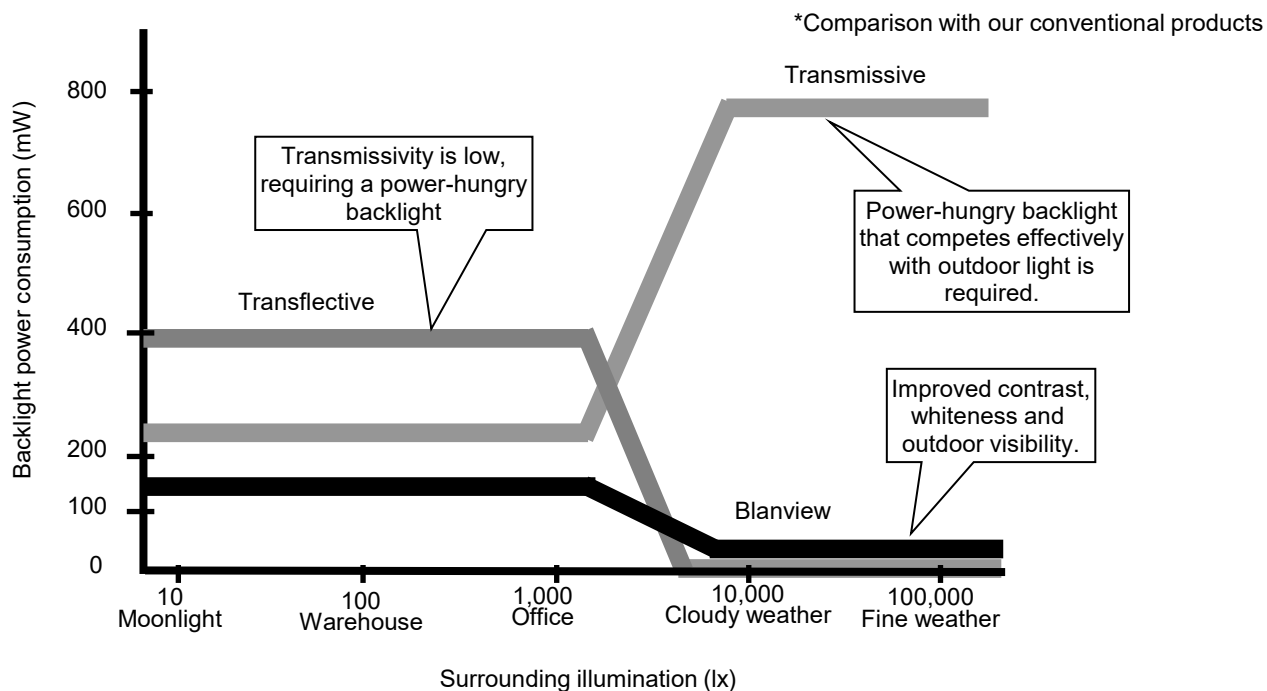 *Comparison with our conventional products
Transmissive
Backlight power consumption (mW)
800
600
400
200
100
0
Transmissivity is low,
requiring a power-hungry
backlight
Transflective
Power-hungry backlight
that competes effectively
with outdoor light is
required.
Improved contrast,
whiteness and
outdoor visibility.
Blanview
10
100
1,000
10,000
100,000
Moonlight
Warehouse
Office
Cloudy weather
Fine weather
Surrounding illumination (lx)